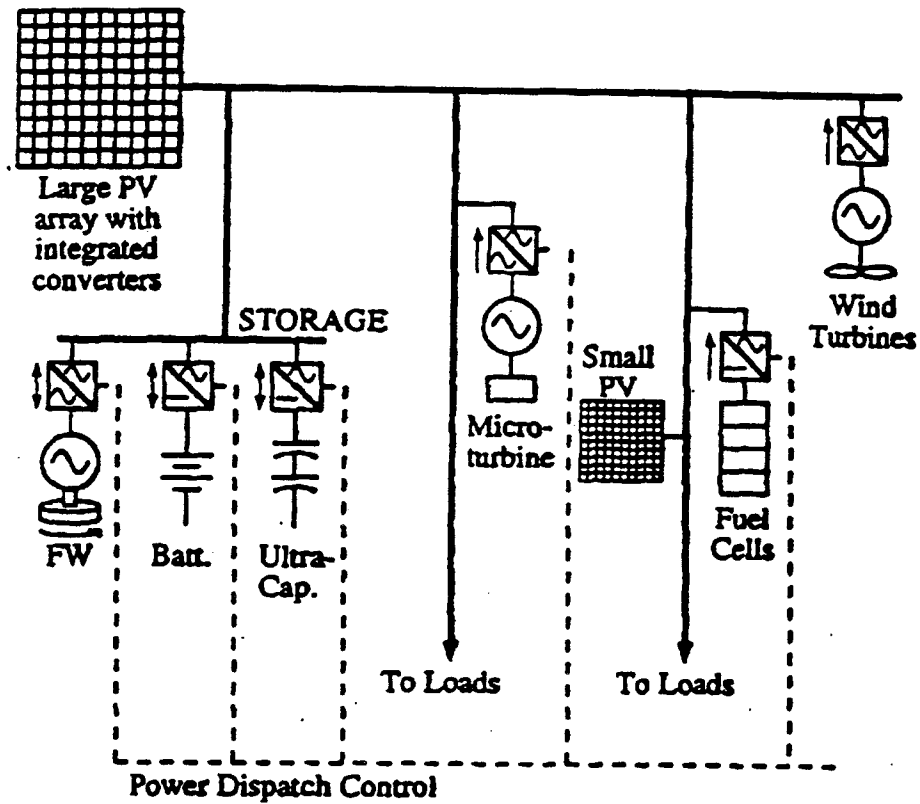 Large PV
array with
integrated
converters
STORAGE
FW
Batt.
Ultra-
Cap.
Micro-
turbine
Small
PV
Fuel
Cells
Wind
Turbines
To Loads
To Loads
Power Dispatch Control